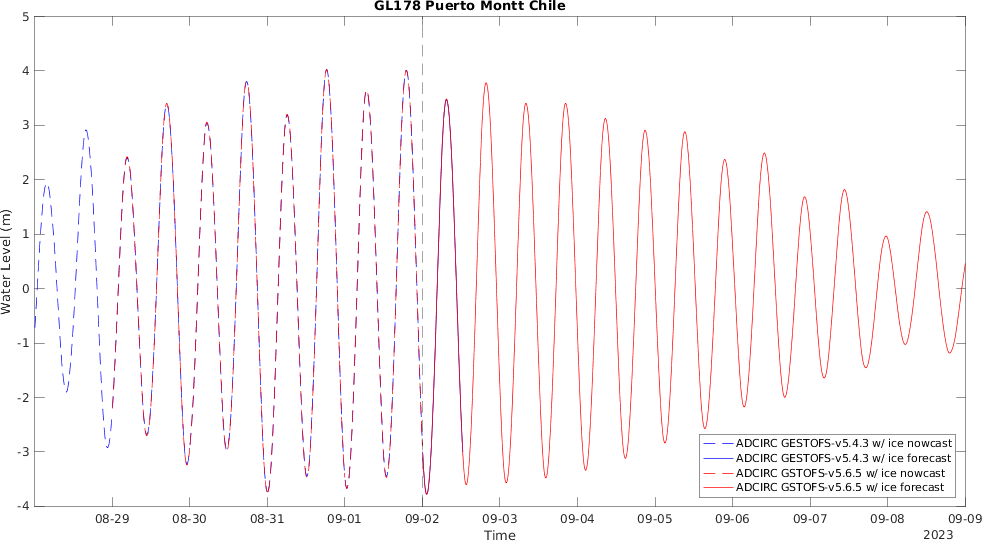 GL178 Puerto Montt Chile
5
4
3
2
1
0
-1
-2
-3
-4
Water Level (m)
ADCIRC GESTOFS-v5.4.3 w/ ice nowcast
ADCIRC GESTOFS-v5.4.3 w/ ice forecast
ADCIRC GSTOFS-v5.6.5 w/ ice nowcast
ADCIRC GSTOFS-v5.6.5 w/ ice forecast
08-29 08-30 08-31 09-01 09-02 09-03 09-04 09-05 09-06 09-07 09-08 09-09
Time
2023